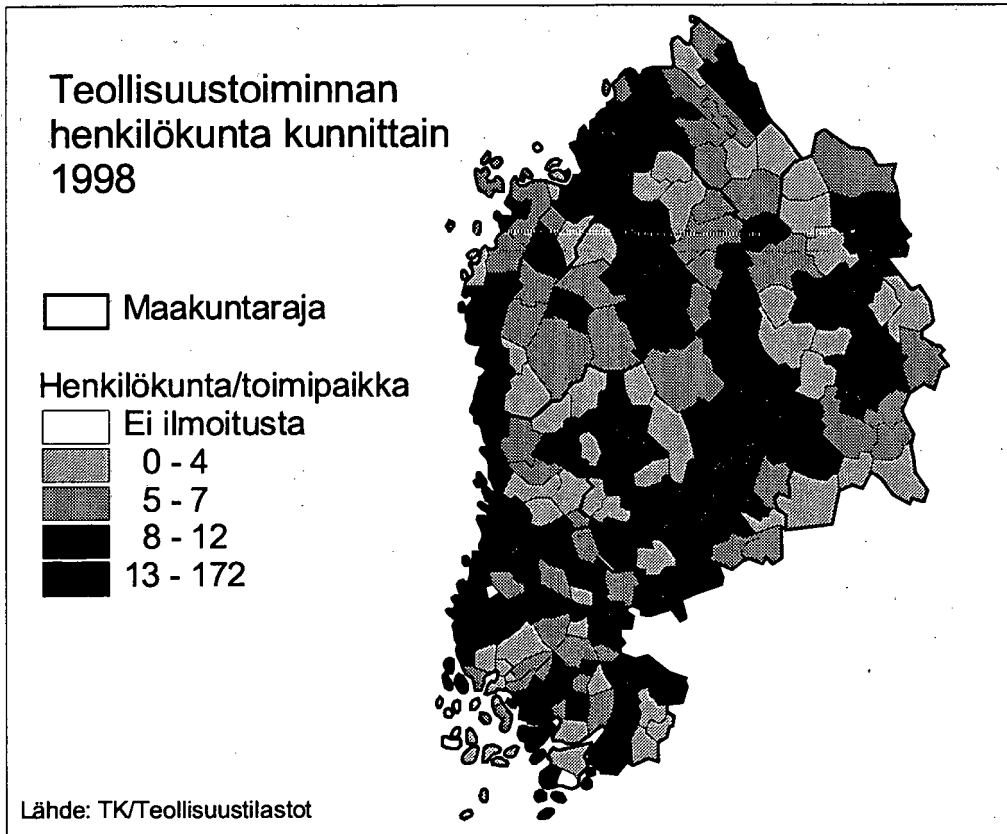 Teollisuustoiminnan
henkilökunta kunnittain
1998
Maakuntaraja
Henkilökunta/toimipaikka
Ei ilmoitusta
0 - 4
5 - 7
8 - 12
13 - 172
Lähde: TK/Teollisuustilastot